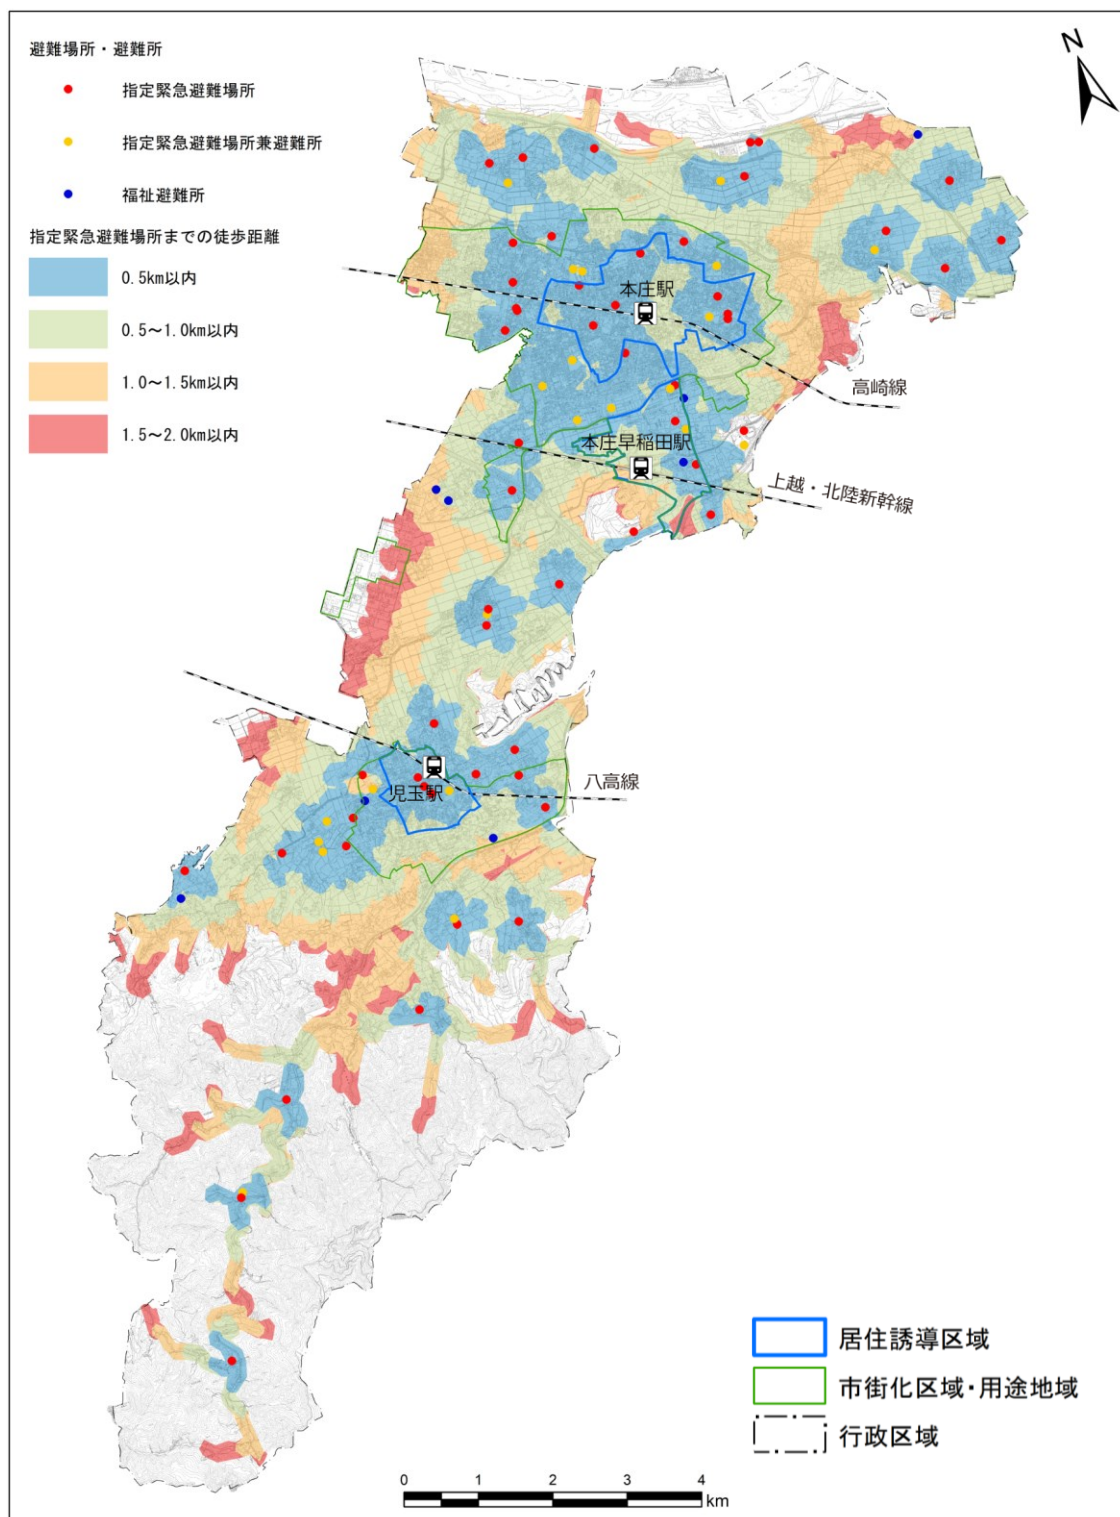 避難場所・避難所
指定緊急避難場所
指定緊急避難場所兼避難所
福祉避難所
指定緊急避難場所までの徒歩距離
0.5km以内
0.5～1.0km以内
1.0～1.5km以内
1.5～2.0km以内
N
本庄駅
高崎線
本庄早稲田駅
上越・北陸新幹線
児玉駅
八高線
居住誘導区域
市街化区域・用途地域
行政区域
0 1 2 3 4
km